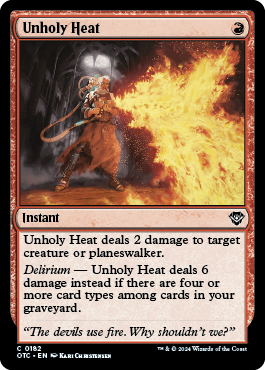 Unholy Heat
Instant
Unholy Heat deals 2 damage to target
creature or planeswalker.
Delirium — Unholy Heat deals 6
damage instead if there are four or
more card types among cards in your
graveyard.
“The devils use fire. Why shouldn’t we?”
C 0182
OTC • EN Kari Christensen
™ & © 2024 Wizards of the Coast